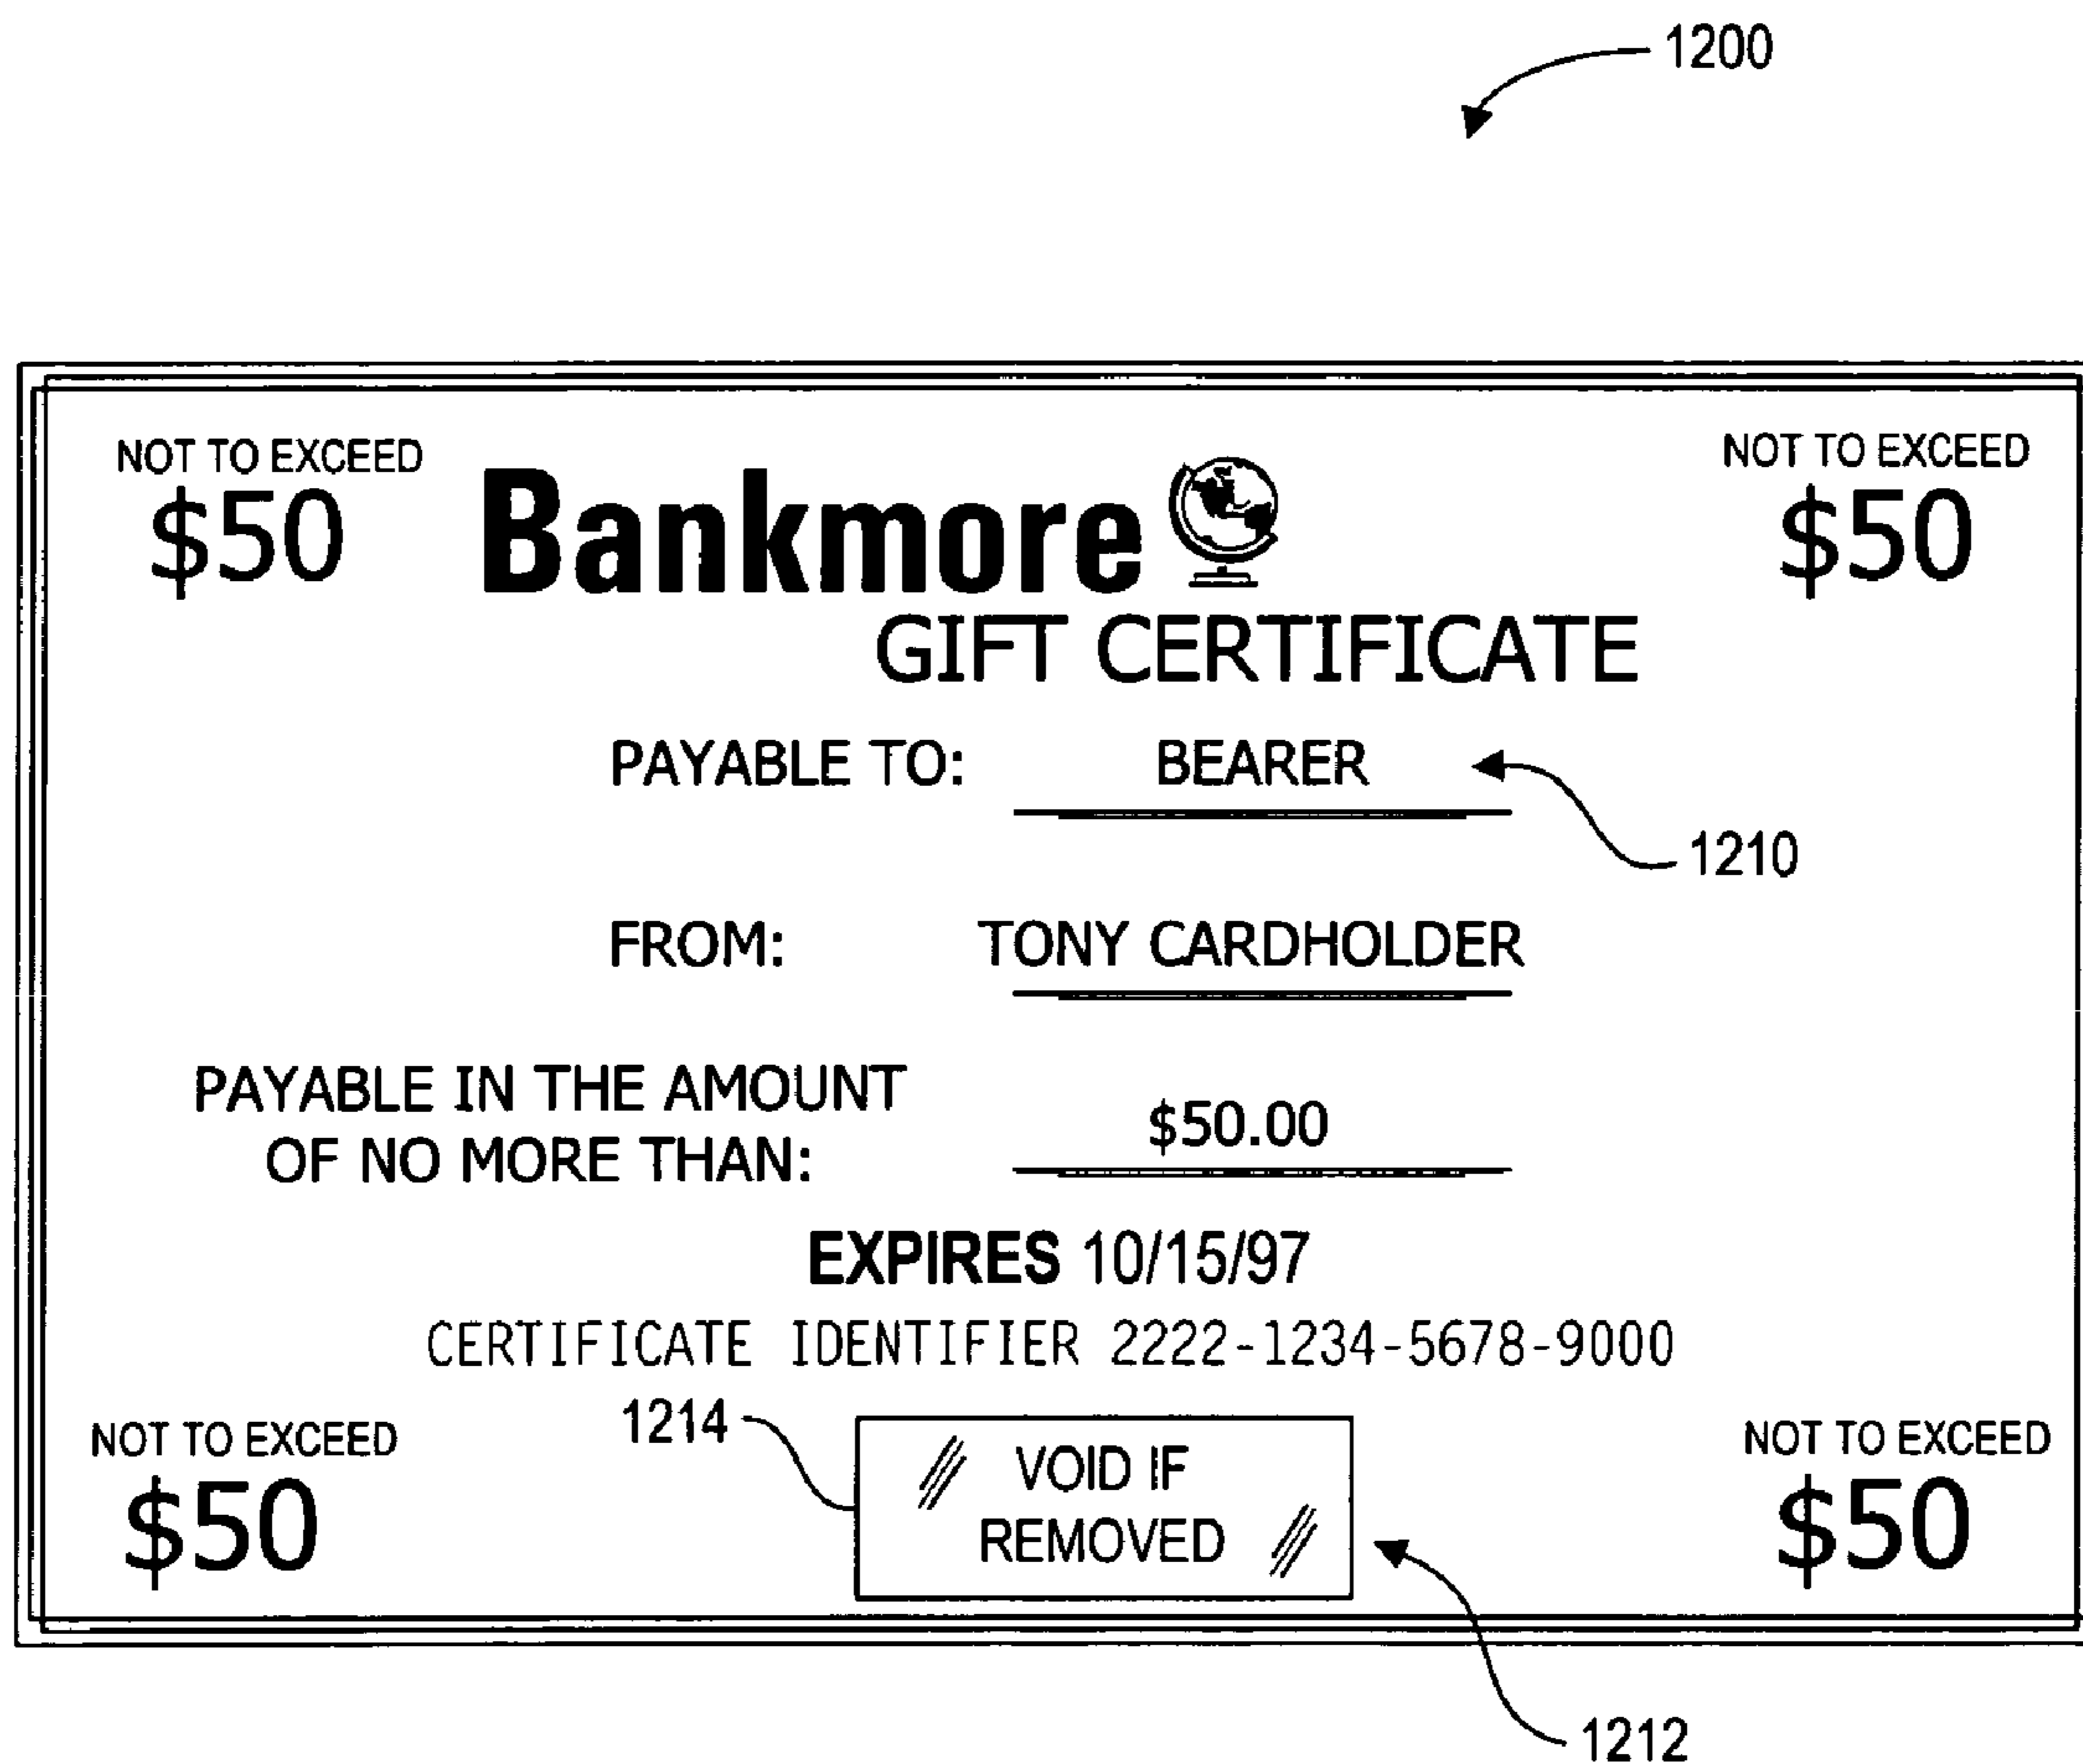 1200
NOT TO EXCEED
$50
Bankmore
NOT TO EXCEED
$50
GIFT CERTIFICATE
PAYABLE TO: BEARER
1210
FROM: TONY CARDHOLDER
PAYABLE IN THE AMOUNT
OF NO MORE THAN: $50.00
EXPIRES 10/15/97
CERTIFICATE IDENTIFIER 2222-1234-5678-9000
1214
NOT TO EXCEED
$50
VOID IF
REMOVED
NOT TO EXCEED
$50
1212